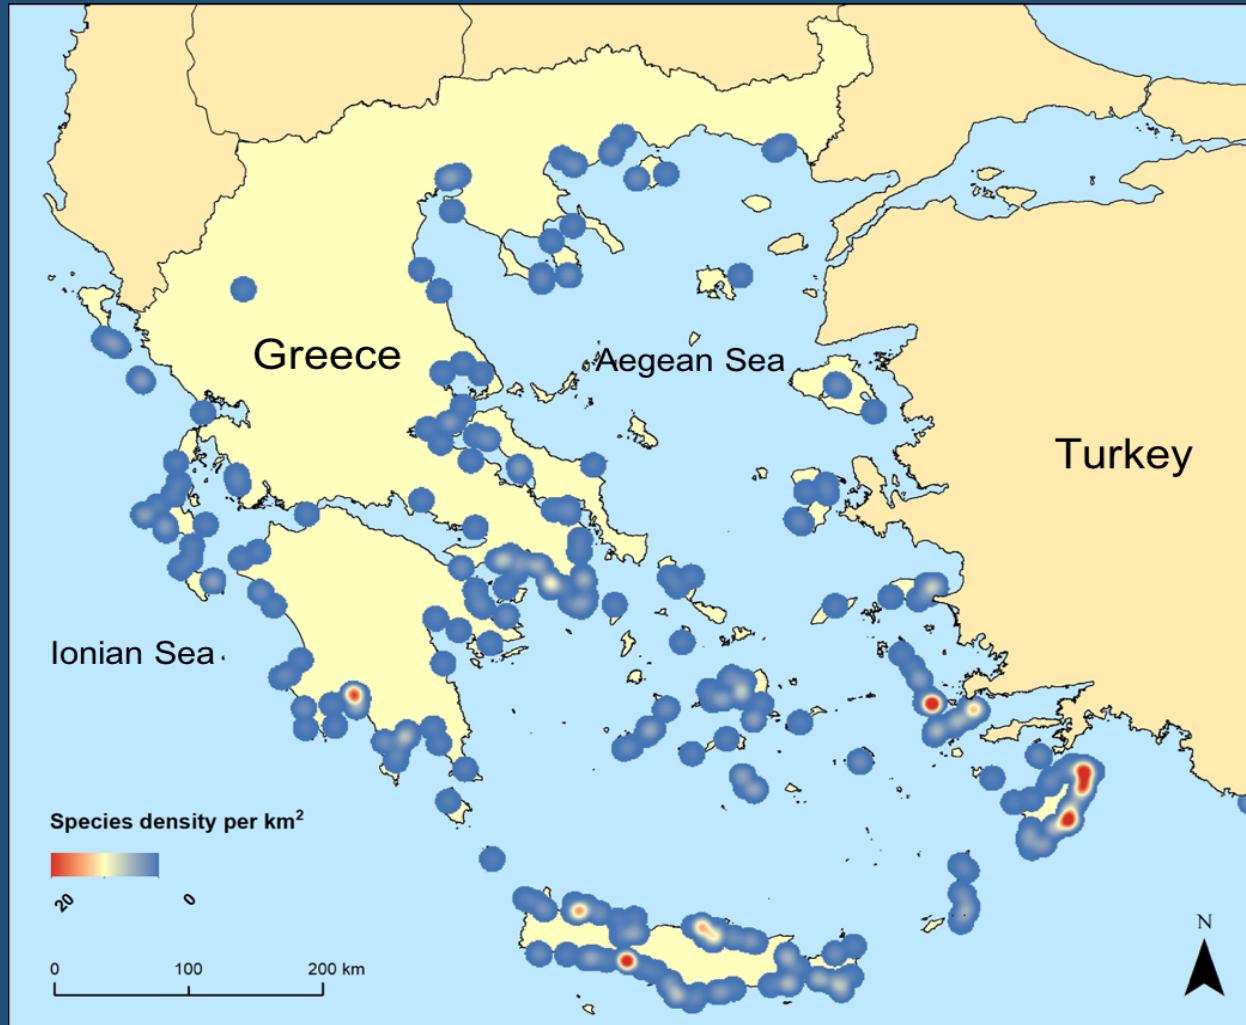 Greece
Aegean Sea
Turkey
Ionian Sea
Species density per km²
20
0
0 100 200 km
N